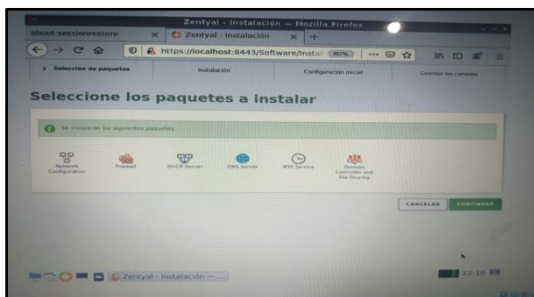 Zentyal - Instalación — Mozilla Firefox
about:sessionrestore
Zentyal - Instalación
https://localhost:8443/Software/Insta 80%
Selección de paquetes
Instalación
Configuración inicial
Guardar los cambios
Seleccione los paquetes a instalar
Se instalarán los siguientes paquetes:
Network Configuration
Firewall
DHCP Server
DNS Server
NTP Service
Domain Controller and File Sharing
CANCELAR
CONTINUAR
Zentyal - Instalación —
22:10